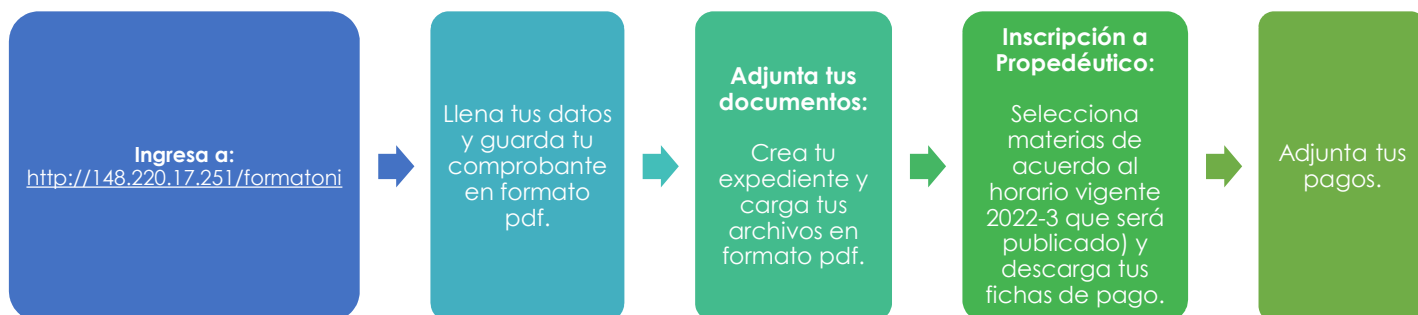 Ingresa a:
http://148.220.17.251/formatoni
Llena tus datos
y guarda tu
comprobante
en formato
pdf.
Adjunta tus
documentos:
Crea tu
expediente y
carga tus
archivos en
formato pdf.
Inscripción a
Propedéutico:
Selecciona
materias de
acuerdo al
horario vigente
2022-3 que será
publicado) y
descarga tus
fichas de pago.
Adjunta tus
pagos.